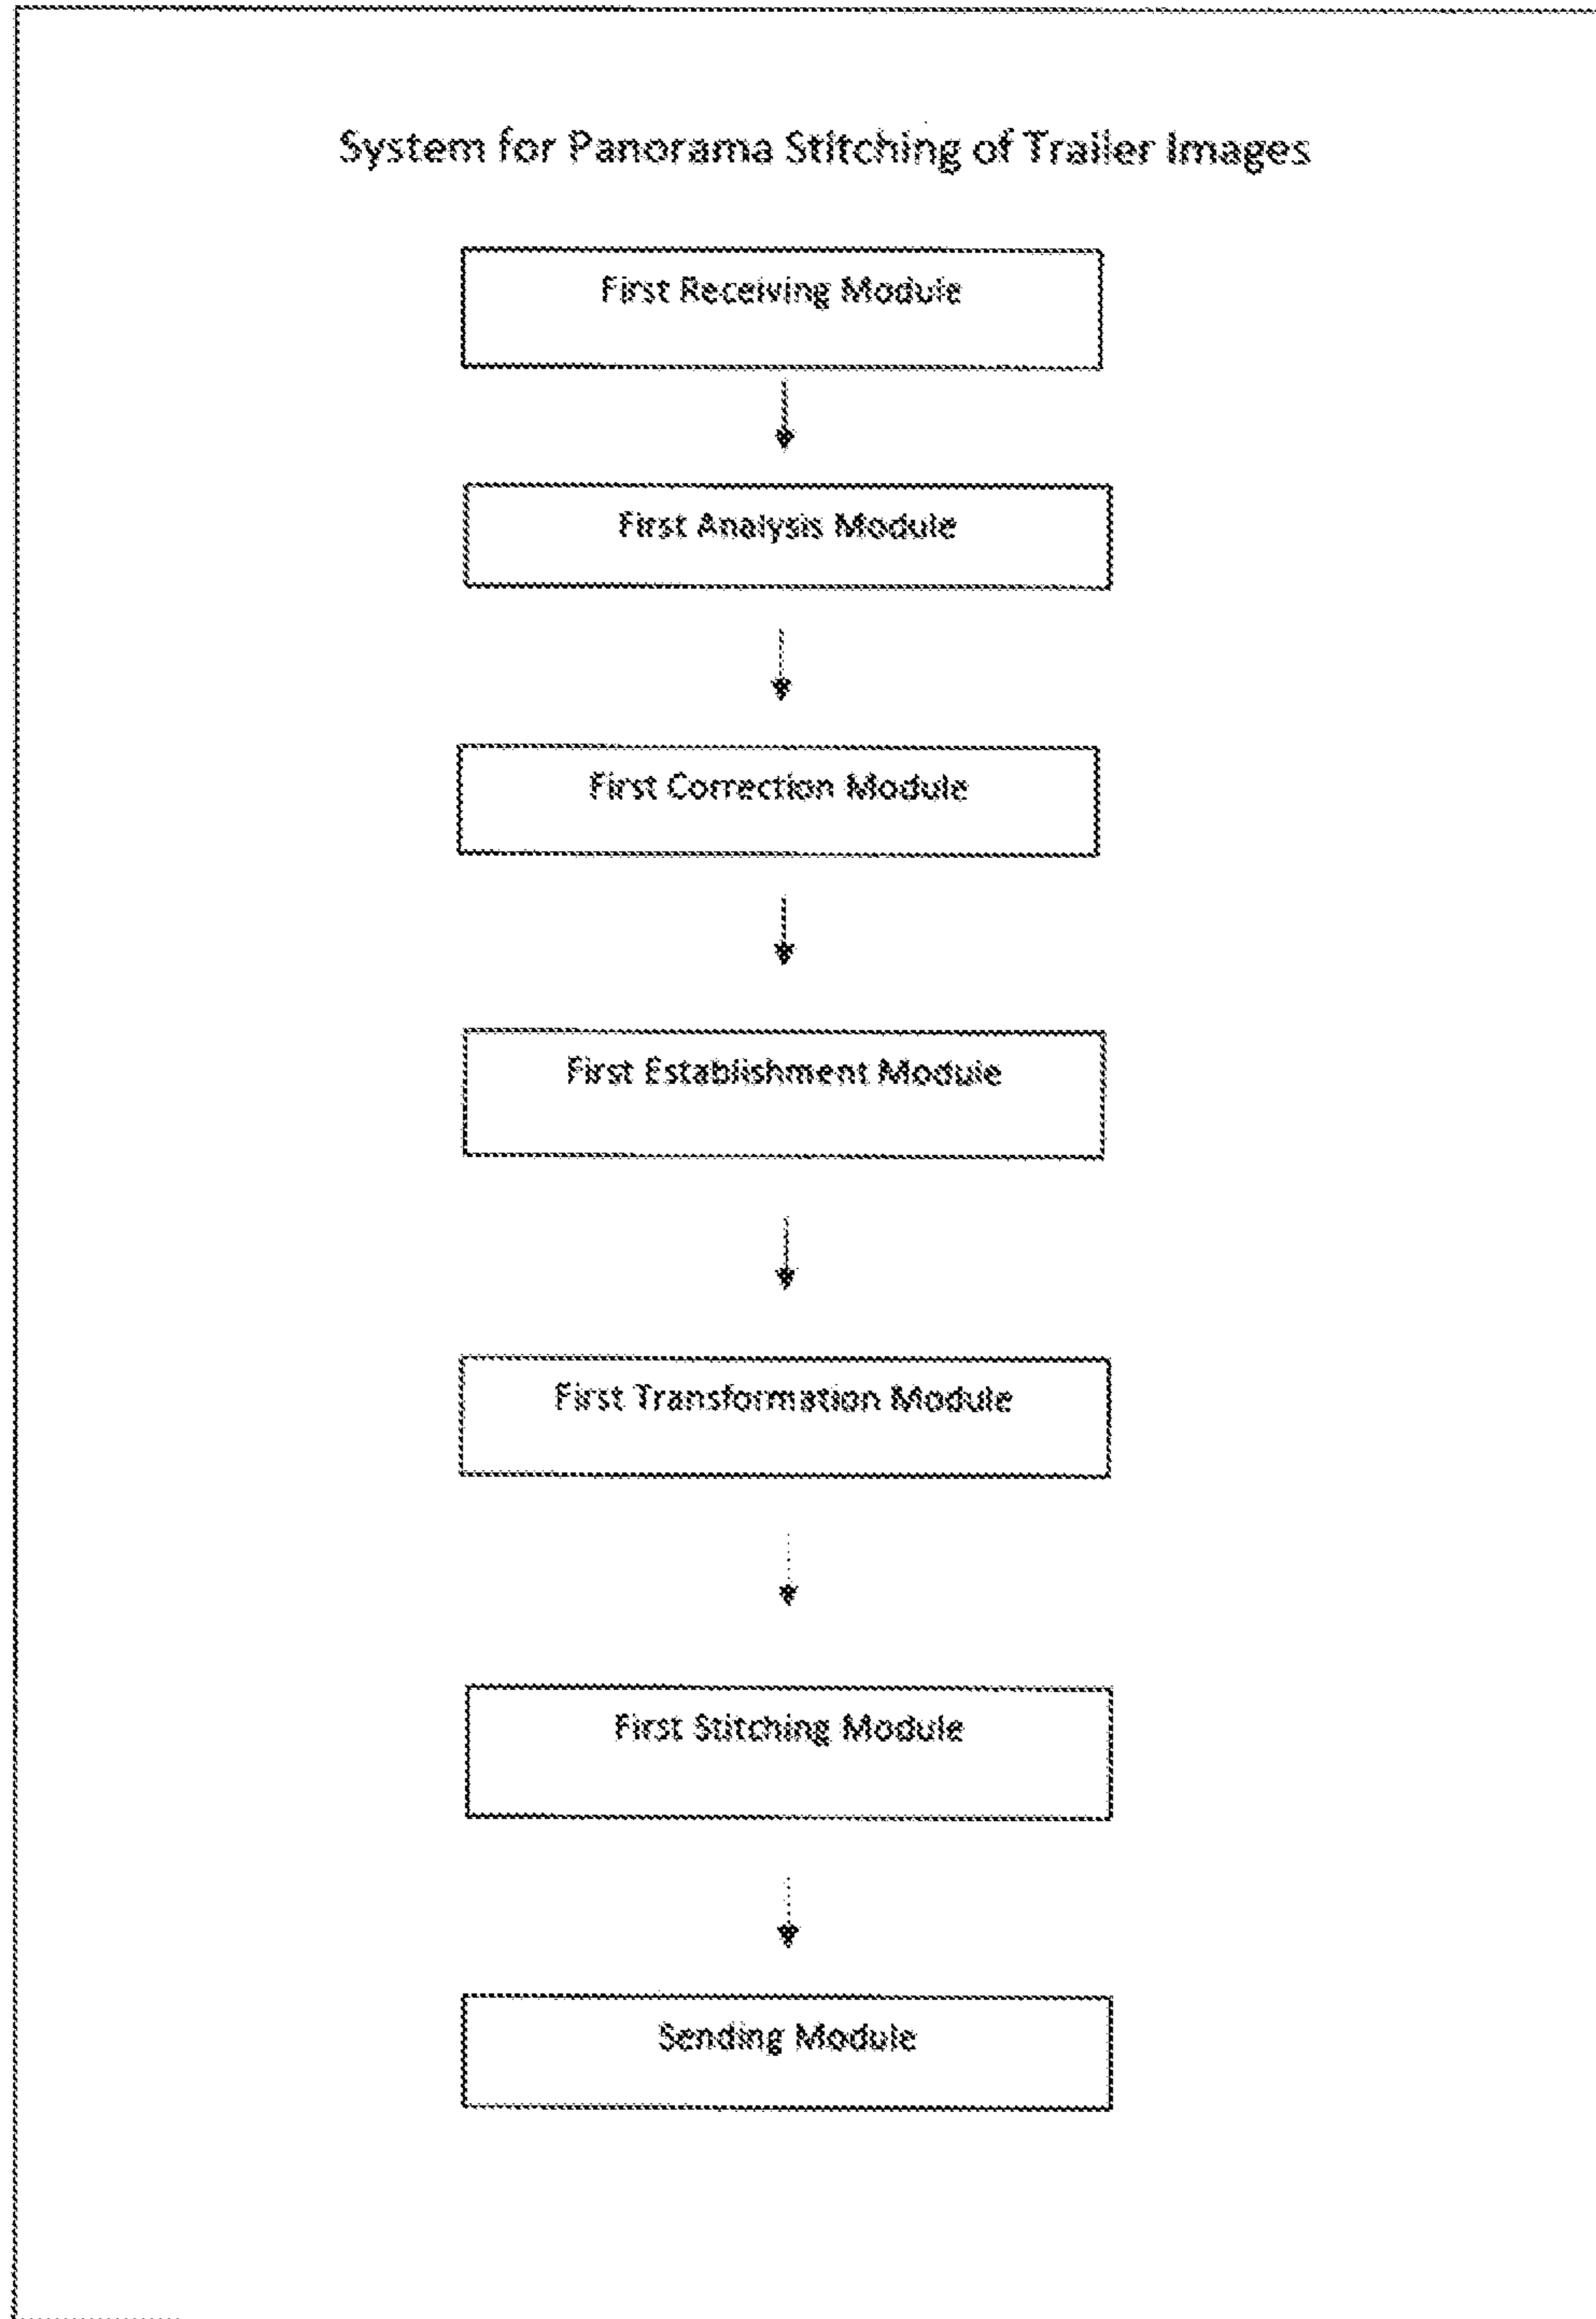 System for Panorama Stitching of Trailer Images
First Receiving Module
First Analysis Module
First Correction Module
First Establishment Module
First Transformation Module
First Stitching Module
Sending Module